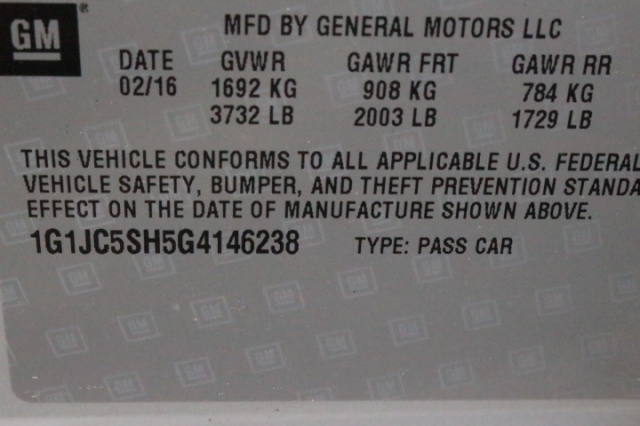 GM ®
MFD BY GENERAL MOTORS LLC
DATE GVWR GAWR FRT GAWR RR
02/16 1692 KG 908 KG 784 KG
3732 LB 2003 LB 1729 LB
THIS VEHICLE CONFORMS TO ALL APPLICABLE U.S. FEDERAL
VEHICLE SAFETY, BUMPER, AND THEFT PREVENTION STANDA
EFFECT ON THE DATE OF MANUFACTURE SHOWN ABOVE.
1G1JC5SH5G4146238 TYPE: PASS CAR